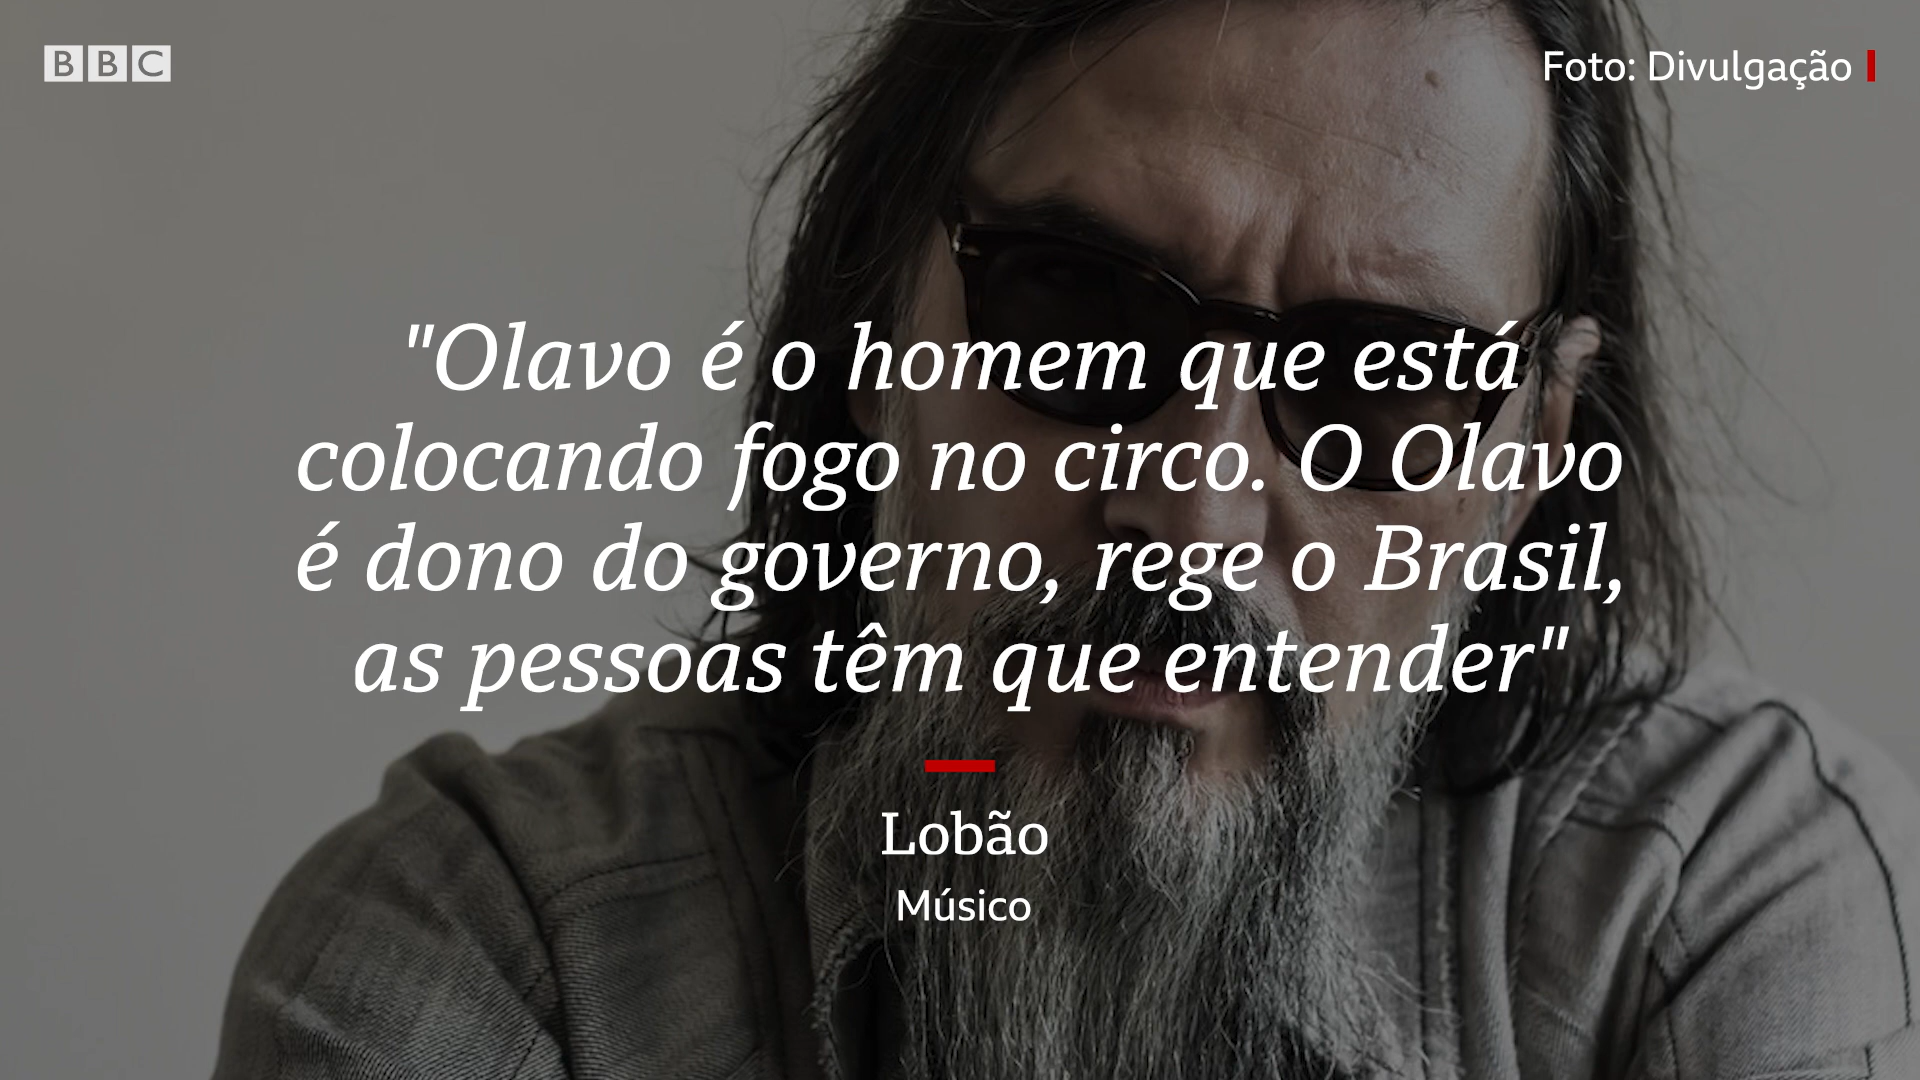 BBC
Foto: Divulgação
"Olavo é o homem que está
colocando fogo no circo. O Olavo
é dono do governo, rege o Brasil,
as pessoas têm que entender"
Lobão
Músico